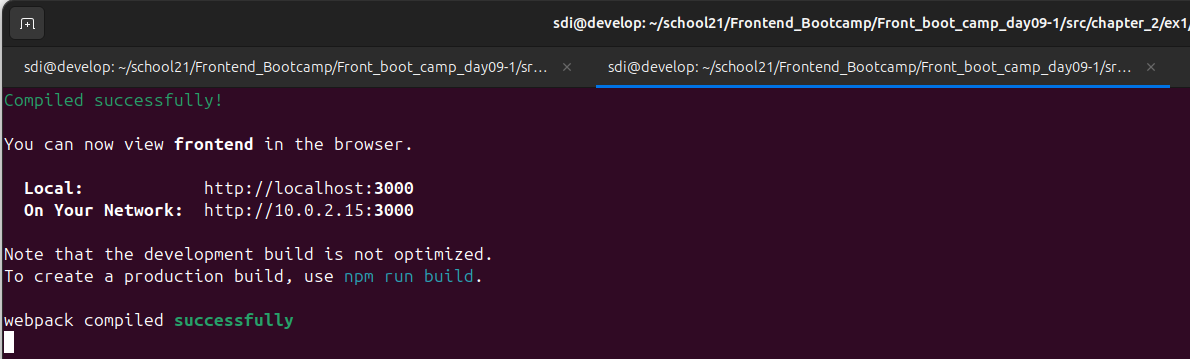 sdi@develop: ~/school21/Frontend_Bootcamp/Front_boot_camp_day09-1/src/chapter_2/ex1/
sdi@develop: ~/school21/Frontend_Bootcamp/Front_boot_camp_day09-1/sr... ×
sdi@develop: ~/school21/Frontend_Bootcamp/Front_boot_camp_day09-1/sr... ×
Compiled successfully!
You can now view frontend in the browser.
Local: http://localhost:3000
On Your Network: http://10.0.2.15:3000
Note that the development build is not optimized.
To create a production build, use npm run build.
webpack compiled successfully